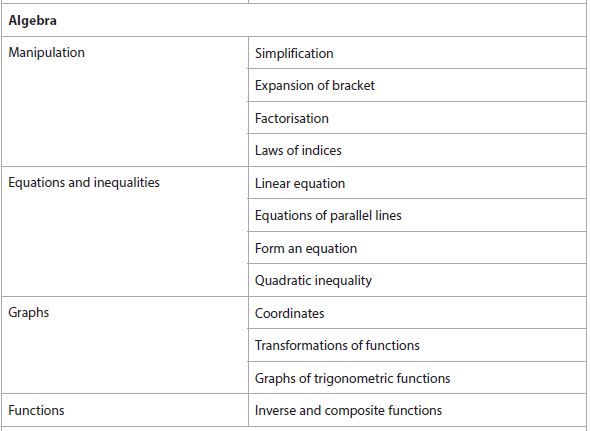 Algebra
Manipulation
Simplification
Expansion of bracket
Factorisation
Laws of indices
Equations and inequalities
Linear equation
Equations of parallel lines
Form an equation
Quadratic inequality
Graphs
Coordinates
Transformations of functions
Graphs of trigonometric functions
Functions
Inverse and composite functions